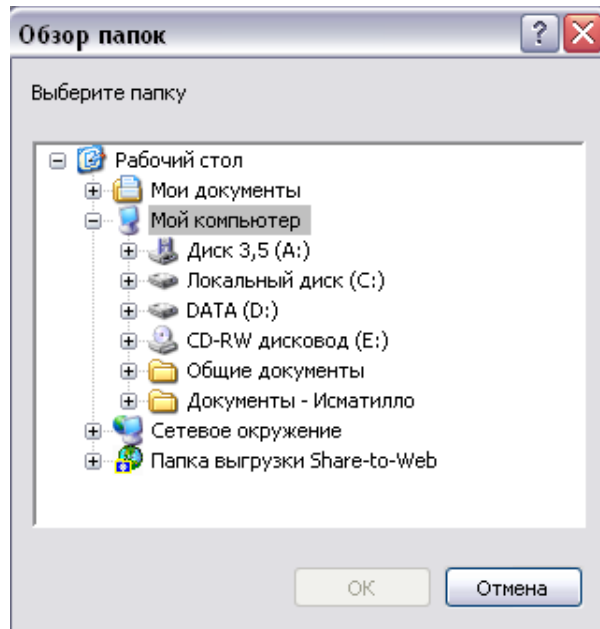 Обзор папок
Выберите папку
Рабочий стол
Мои документы
Мой компьютер
Диск 3,5 (A:)
Локальный диск (C:)
DATA (D:)
CD-RW дисковод (E:)
Общие документы
Документы - Исматилло
Сетевое окружение
Папка выгрузки Share-to-Web
OK
Отмена